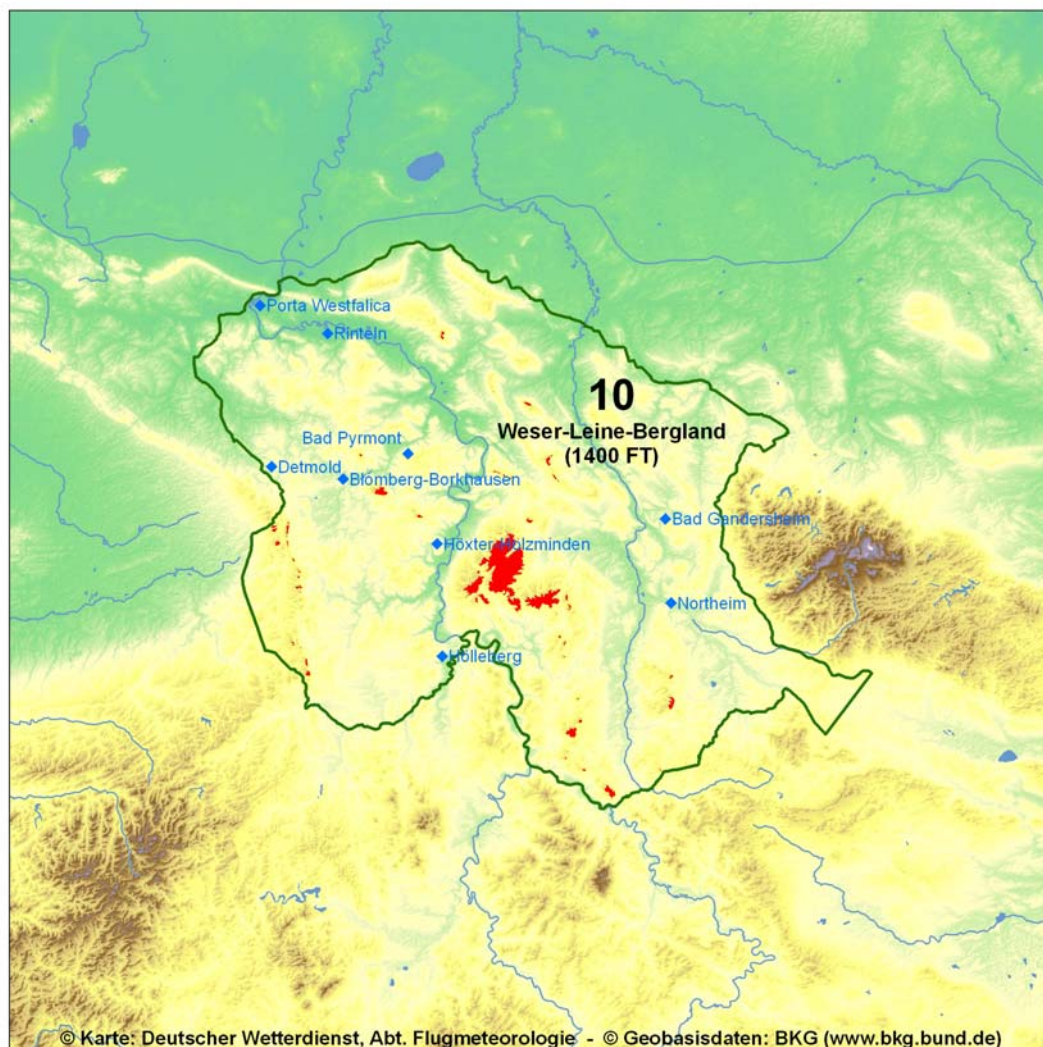 Porta Westfalica
Rinteln
10
Weser-Leine-Bergland
(1400 FT)
Bad Pyrmont
Detmold
Blomberg-Borkhausen
Bad Gandersheim
Höxter-Holzminden
Northeim
Hölleberg
© Karte: Deutscher Wetterdienst, Abt. Flugmeteorologie - © Geobasisdaten: BKG (www.bkg.bund.de)